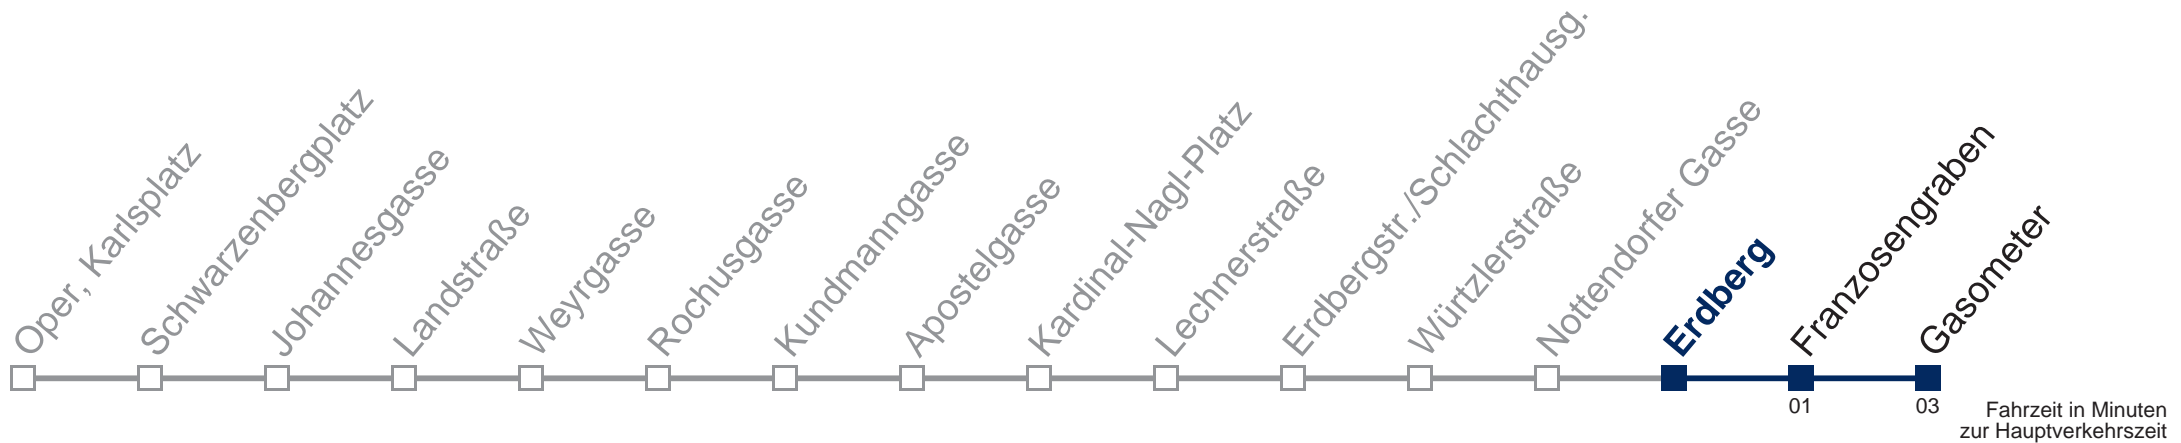 Oper, Karlsplatz
Schwarzenbergplatz
Johannesgasse
Landstraße
Weyrgasse
Rochusgasse
Kundmanngasse
Apostelgasse
Kardinal-Nagl-Platz
Lechnerstraße
Erdbergstr./Schlachthausg.
Würtzlerstraße
Nottendorfer Gasse
Erdberg
Franzosengraben
Gasometer
01
03
Fahrzeit in Minuten
zur Hauptverkehrszeit